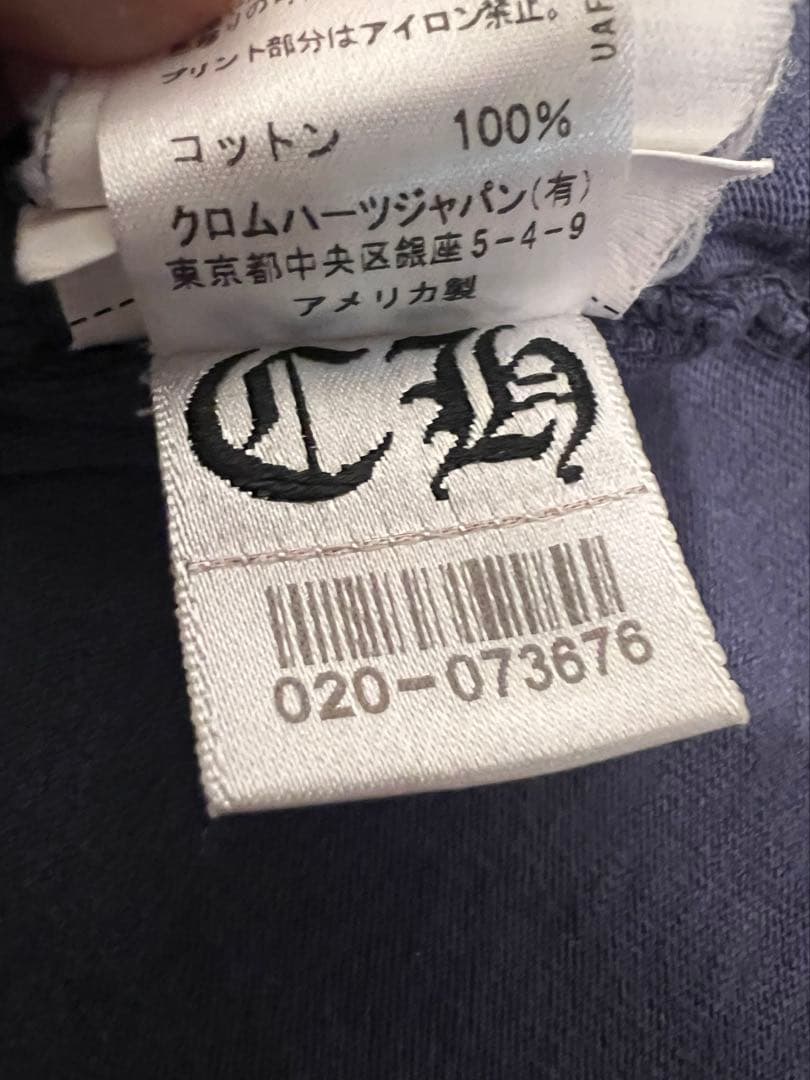 プリント部分はアイロン禁止。
コットン 100%
クロムハーツジャパン(有)
東京都中央区銀座5-4-9
アメリカ製
CH
020-073676